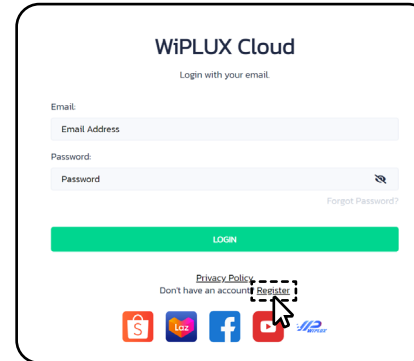 WiPLUX Cloud
Login with your email.
Email:
Email Address
Password:
Password
Forgot Password?
LOGIN
Privacy Policy
Don't have an account? Register
S Laz f WIPLUX